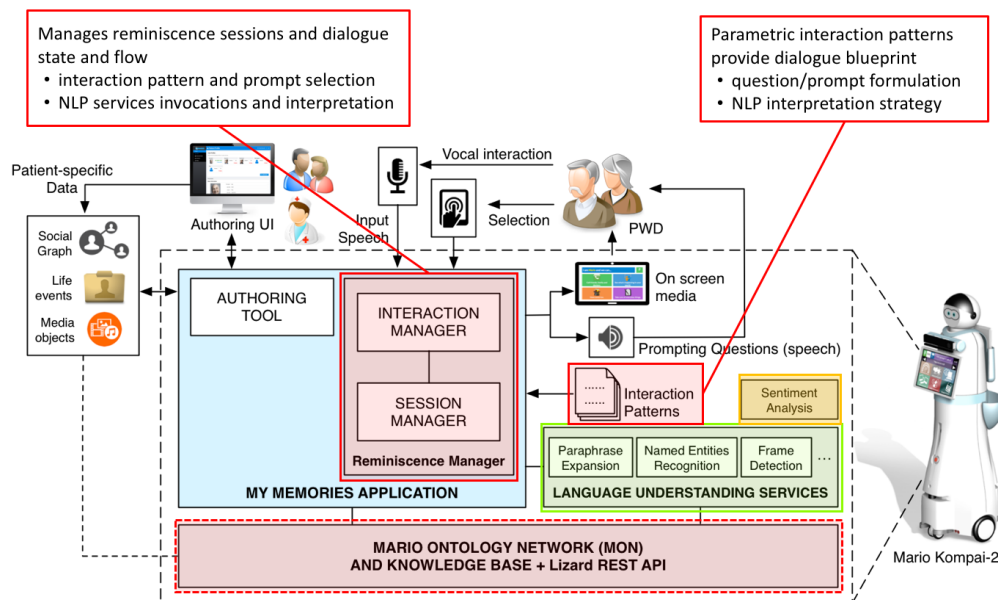 Manages reminiscence sessions and dialogue
state and flow
• interaction pattern and prompt selection
• NLP services invocations and interpretation
Parametric interaction patterns
provide dialogue blueprint
• question/prompt formulation
• NLP interpretation strategy
Patient-specific
Data
Authoring UI
Input
Speech
Vocal interaction
Selection
PWD
Social
Graph
Life
events
Media
objects
AUTHORING
TOOL
INTERACTION
MANAGER
SESSION
MANAGER
Reminiscence Manager
MY MEMORIES APPLICATION
On screen
media
Prompting Questions (speech)
......
......
Interaction
Patterns
Sentiment
Analysis
Paraphrase
Expansion
Named Entities
Recognition
Frame
Detection
...
LANGUAGE UNDERSTANDING SERVICES
MARIO ONTOLOGY NETWORK (MON)
AND KNOWLEDGE BASE + Lizard REST API
Mario Kompai-2